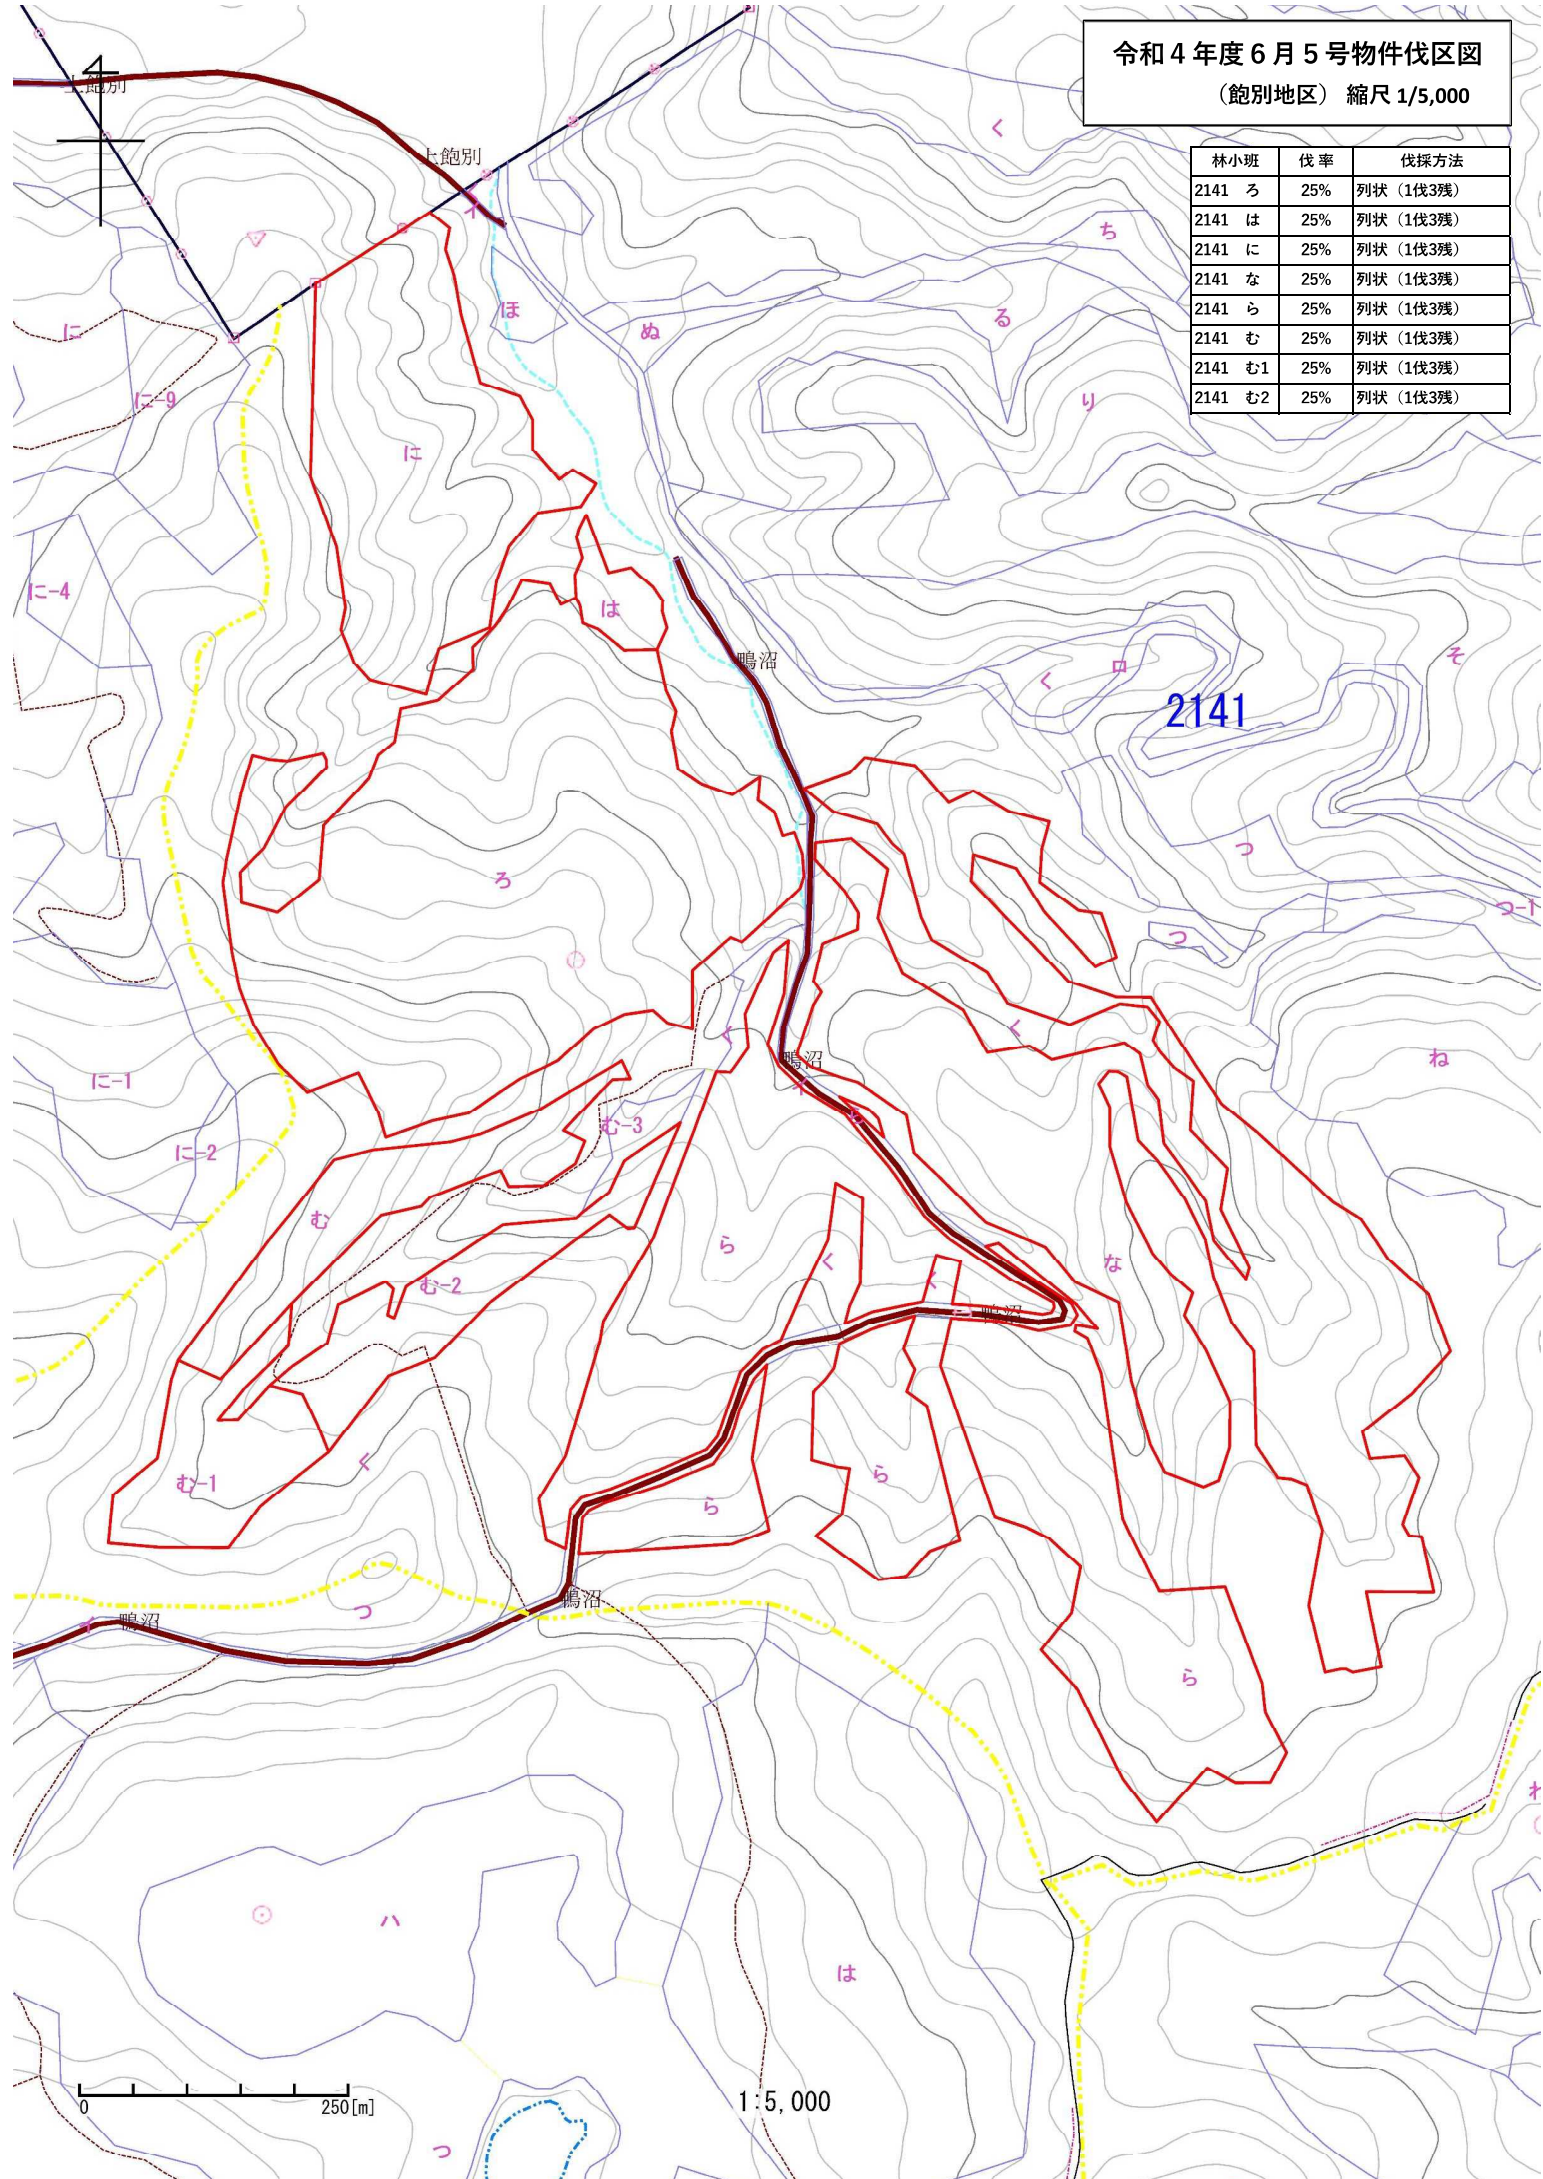 令和4年度6月5号物件伐区図
（飽別地区） 縮尺 1/5,000
林小班 伐 率 伐採方法
2141 ろ 25% 列状（1伐3残）
2141 は 25% 列状（1伐3残）
2141 に 25% 列状（1伐3残）
2141 な 25% 列状（1伐3残）
2141 ら 25% 列状（1伐3残）
2141 む 25% 列状（1伐3残）
2141 む1 25% 列状（1伐3残）
2141 む2 25% 列状（1伐3残）
上飽別
く
上飽別
イ
ち
ほ
ぬ
る
に
に-9
り
に
に-4
は
鴨沼
く
ロ
そ
2141
つ
ろ
つ-1
つ
く
く
鴨沼
イ
ね
に-1
む-3
に-2
む
ら
く
く
な
む-2
鴨沼
く
む-1
ら
ら
鴨沼
つ
イ
鴨沼
ら
ハ
は
0 250[m]
1:5,000
つ